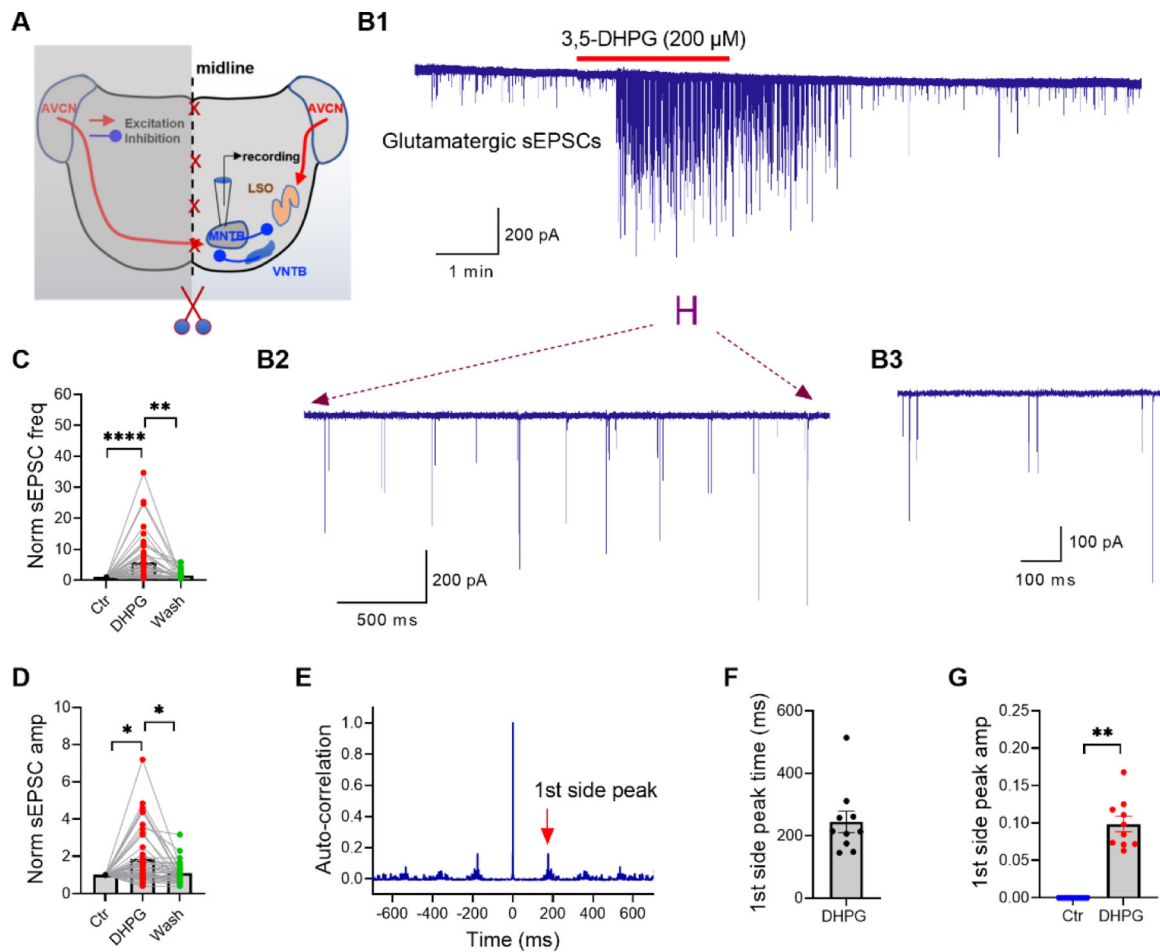 A
midline
AVCN
AVCN
Excitation
Inhibition
X
X
X
X
recording
LSO
MNTB
VNTB
B1
3,5-DHPG (200 µM)
Glutamatergic sEPSCs
200 pA
1 min
B2
200 pA
500 ms
B3
100 pA
100 ms
C
Norm sEPSC freq
60
50
40
30
20
10
0
****
**
Ctr
DHPG
Wash
D
Norm sEPSC amp
10
8
6
4
2
0
*
*
Ctr
DHPG
Wash
E
Auto-correlation
1.0
0.8
0.6
0.4
0.2
0.0
1st side peak
-600 -400 -200 0 200 400 600
Time (ms)
F
1st side peak time (ms)
600
400
200
0
DHPG
G
1st side peak amp
0.25
0.20
0.15
0.10
0.05
0.00
**
Ctr
DHPG